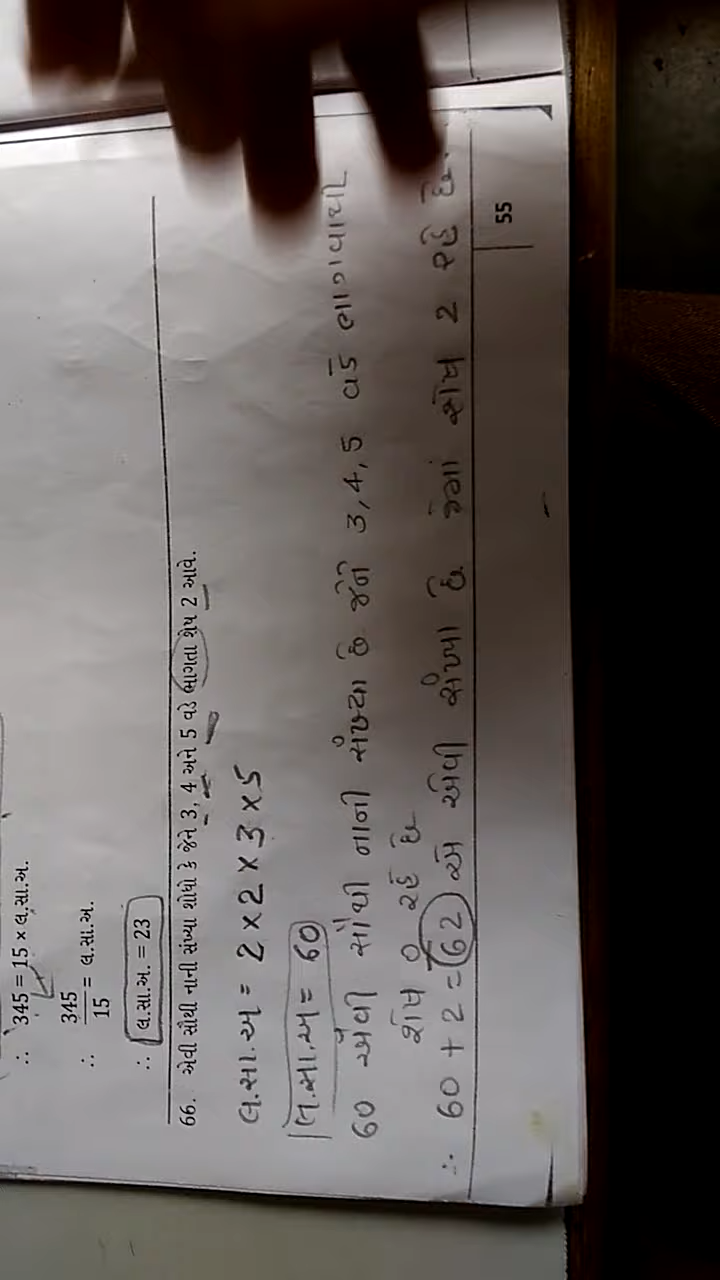 ∴ 345 = 15 × લ.સા.અ.
∴ 345/15 = લ.સા.અ.
∴ લ.સા.અ. = 23
66. એવી સૌથી નાની સંખ્યા શોધો કે જેને 3, 4 અને 5 વડે ભાગતા શેષ 2 આવે.
લ.સા.અ = 2 × 2 × 3 × 5
લ.સા.અ = 60
60 એવી સૌથી નાની સંખ્યા છે જેને 3, 4, 5 વડે ભાગવાથી
શેષ 0 રહે છે
∴ 60 + 2 = 62 એ એવી સંખ્યા છે જેમાં શેષ 2 રહે છે.
55